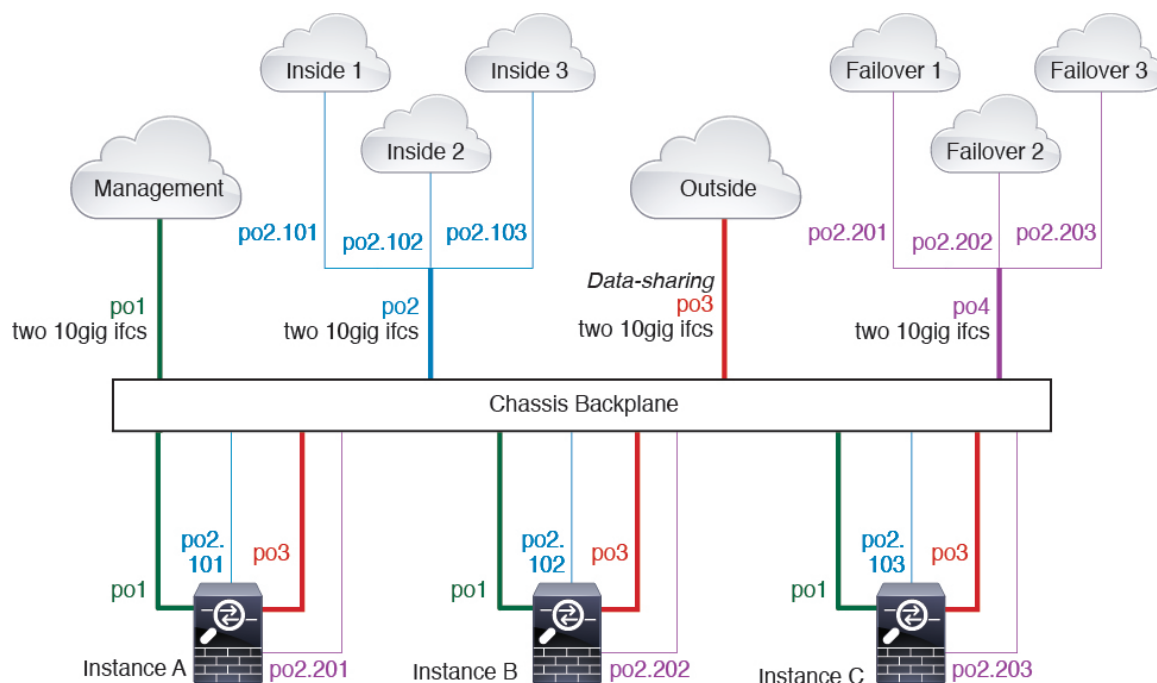 Inside 1
Inside 3
Failover 1
Failover 3
Inside 2
Failover 2
Management
Outside
po2.101
po2.102
po2.103
po2.201
po2.202
po2.203
Data-sharing
po1
two 10gig ifcs
po2
two 10gig ifcs
po3
two 10gig ifcs
po4
two 10gig ifcs
Chassis Backplane
po2.
101
po3
po1
Instance A
po2.201
po2.
102
po3
po1
Instance B
po2.202
po2.
103
po3
po1
Instance C
po2.203